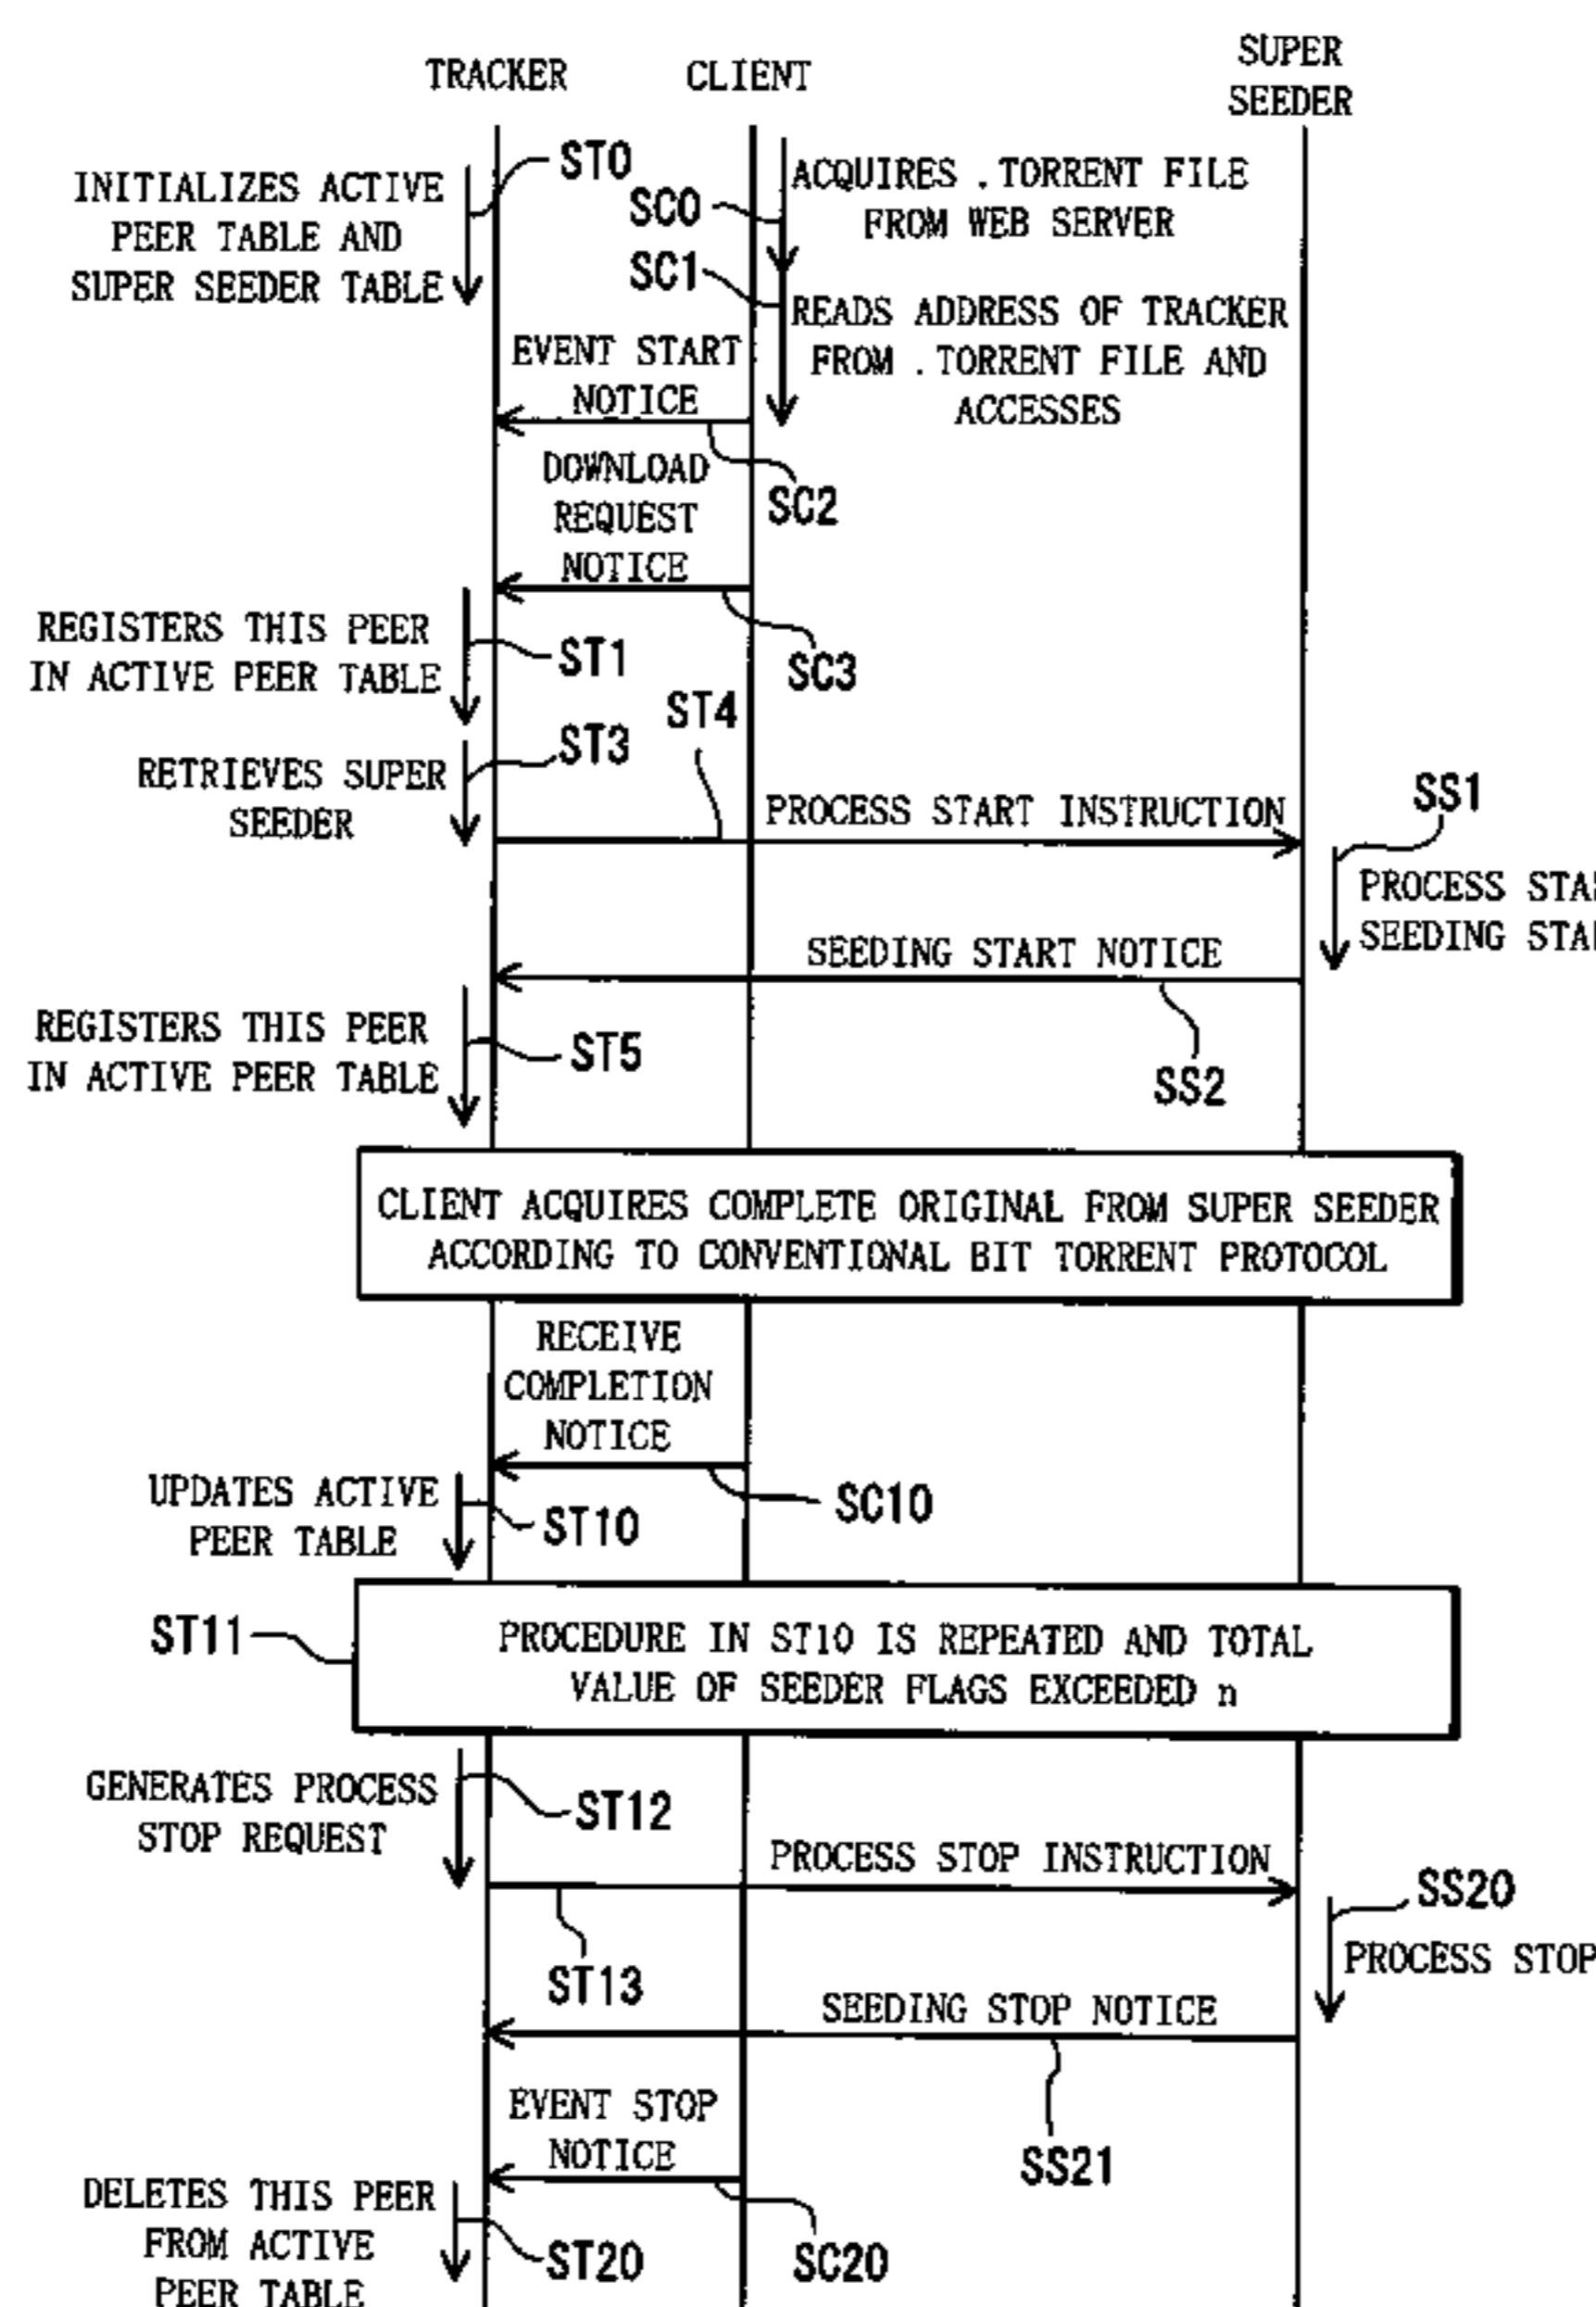 TRACKER
CLIENT
SUPER
SEEDER
INITIALIZES ACTIVE
PEER TABLE AND
SUPER SEEDER TABLE
ST0
SC0
ACQUIRES .TORRENT FILE
FROM WEB SERVER
SC1
READS ADDRESS OF TRACKER
FROM .TORRENT FILE AND
ACCESSES
EVENT START
NOTICE
SC2
DOWNLOAD
REQUEST
NOTICE
SC3
REGISTERS THIS PEER
IN ACTIVE PEER TABLE
ST1
RETRIEVES SUPER
SEEDER
ST3
ST4
PROCESS START INSTRUCTION
SS1
PROCESS
SEEDING
SEEDING START NOTICE
SS2
REGISTERS THIS PEER
IN ACTIVE PEER TABLE
ST5
CLIENT ACQUIRES COMPLETE ORIGINAL FROM SUPER SEEDER
ACCORDING TO CONVENTIONAL BIT TORRENT PROTOCOL
RECEIVE
COMPLETION
NOTICE
SC10
UPDATES ACTIVE
PEER TABLE
ST10
ST11
PROCEDURE IN ST10 IS REPEATED AND TOTAL
VALUE OF SEEDER FLAGS EXCEEDED n
GENERATES PROCESS
STOP REQUEST
ST12
PROCESS STOP INSTRUCTION
ST13
SS20
PROCESS STOP
SEEDING STOP NOTICE
SS21
EVENT STOP
NOTICE
SC20
DELETES THIS PEER
FROM ACTIVE
PEER TABLE
ST20